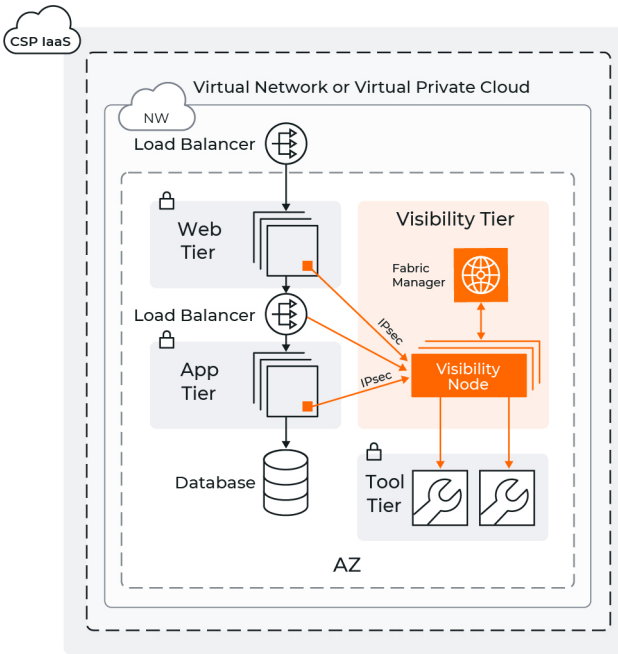 CSP IaaS
Virtual Network or Virtual Private Cloud
NW
Load Balancer
Web
Tier
Visibility Tier
Fabric
Manager
Load Balancer
IPsec
App
Tier
IPsec
Visibility
Node
Database
Tool
Tier
AZ